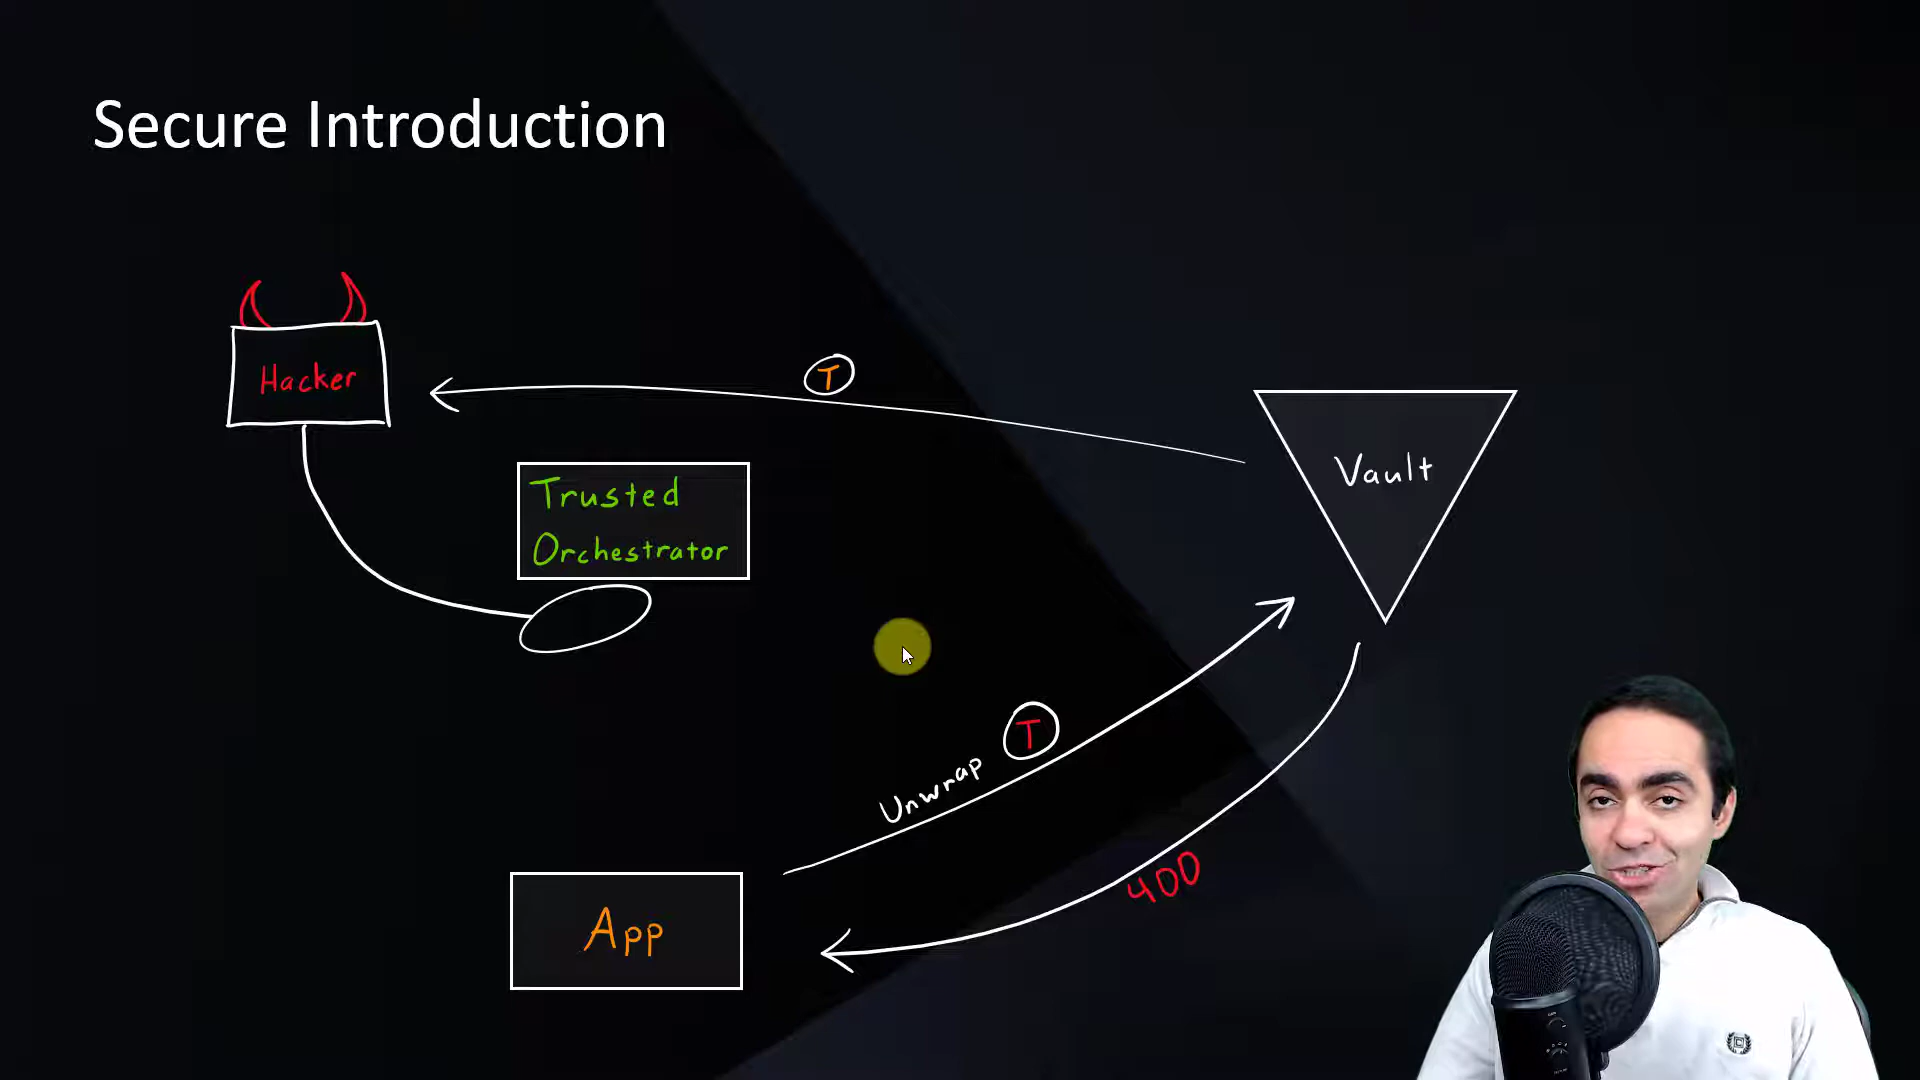 Secure Introduction
Hacker
T
Trusted
Orchestrator
Vault
Unwrap
T
400
App